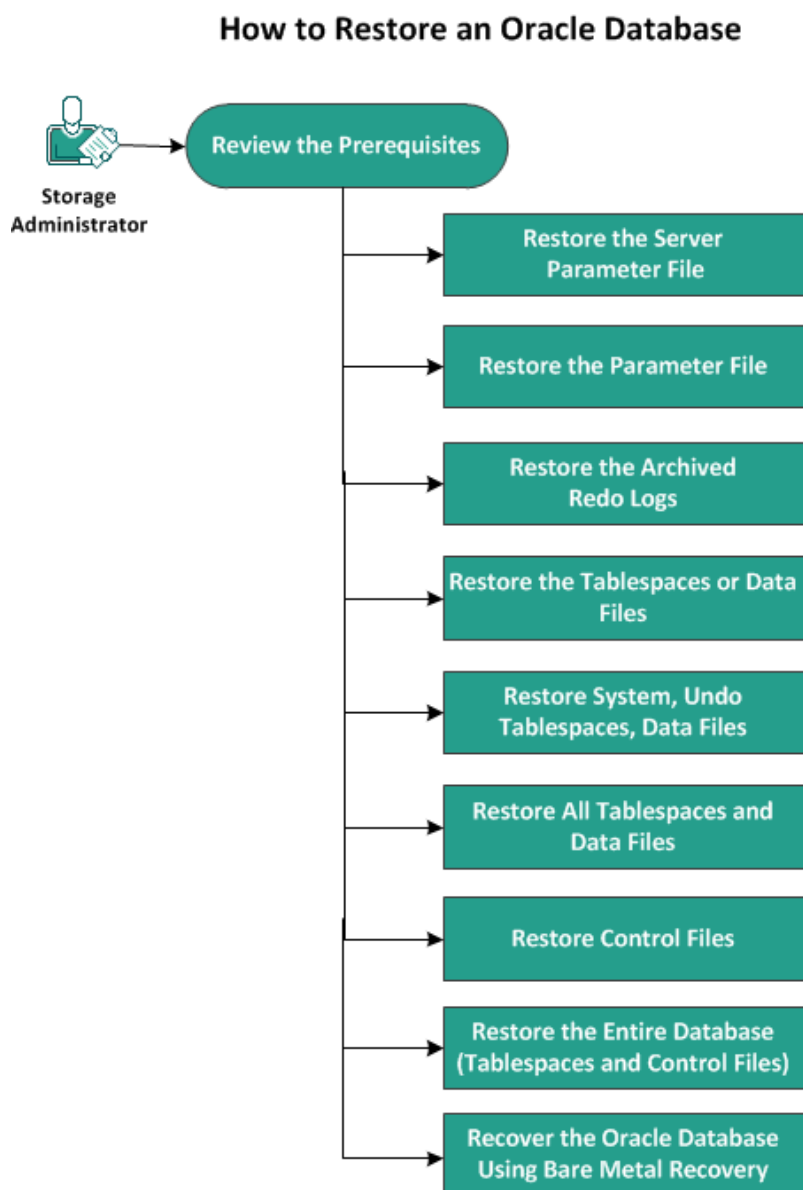 How to Restore an Oracle Database
Review the Prerequisites
Storage
Administrator
Restore the Server
Parameter File
Restore the Parameter File
Restore the Archived
Redo Logs
Restore the Tablespaces or Data
Files
Restore System, Undo
Tablespaces, Data Files
Restore All Tablespaces and
Data Files
Restore Control Files
Restore the Entire Database
(Tablespaces and Control Files)
Recover the Oracle Database
Using Bare Metal Recovery